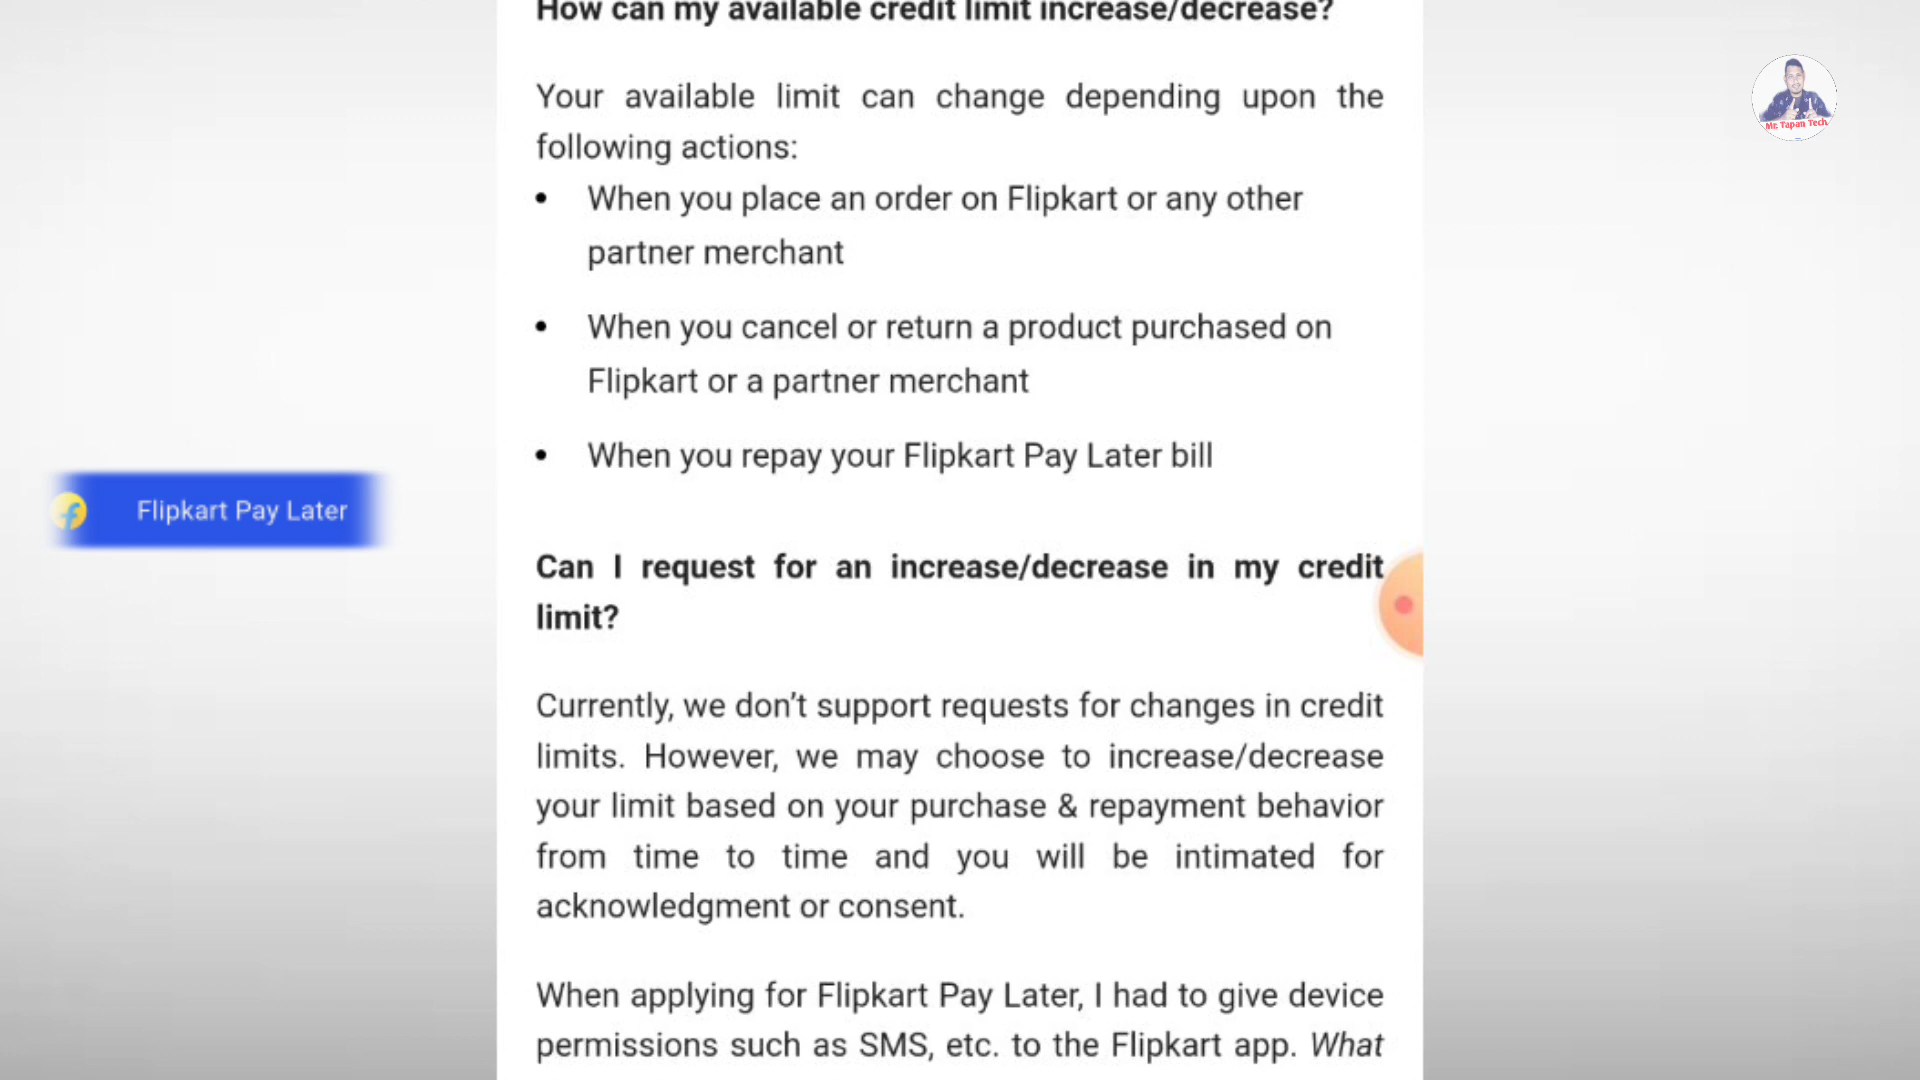 How can my available credit limit increase/decrease?
Your available limit can change depending upon the
following actions:
• When you place an order on Flipkart or any other
partner merchant
• When you cancel or return a product purchased on
Flipkart or a partner merchant
• When you repay your Flipkart Pay Later bill
Can I request for an increase/decrease in my credit
limit?
Currently, we don’t support requests for changes in credit
limits. However, we may choose to increase/decrease
your limit based on your purchase & repayment behavior
from time to time and you will be intimated for
acknowledgment or consent.
When applying for Flipkart Pay Later, I had to give device
permissions such as SMS, etc. to the Flipkart app. What
Flipkart Pay Later
Mr. Tapan Tech